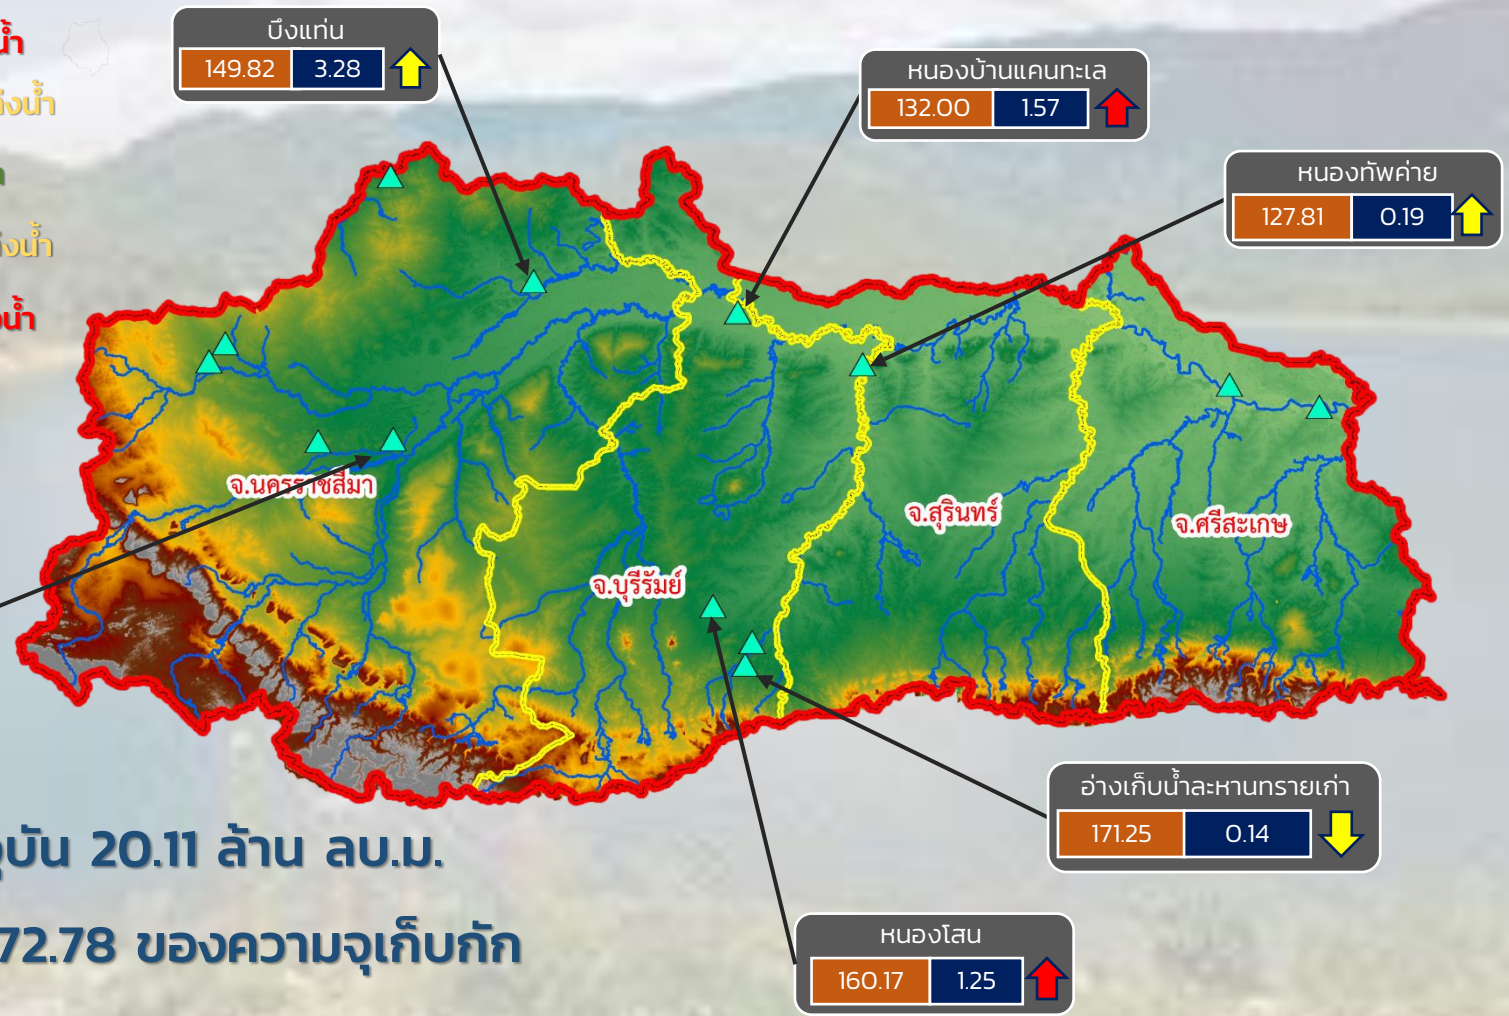 น้ำ
บึงแท่น
149.82 3.28
หนองบ้านแคนทะเล
132.00 1.57
หนองทัพค่าย
127.81 0.19
จ.นครราชสีมา
จ.สุรินทร์
จ.ศรีสะเกษ
จ.บุรีรัมย์
อ่างเก็บน้ำละหานทรายเก่า
171.25 0.14
20.11 ล้าน ลบ.ม.
72.78 ของความจุเก็บกัก
หนองโสน
160.17 1.25